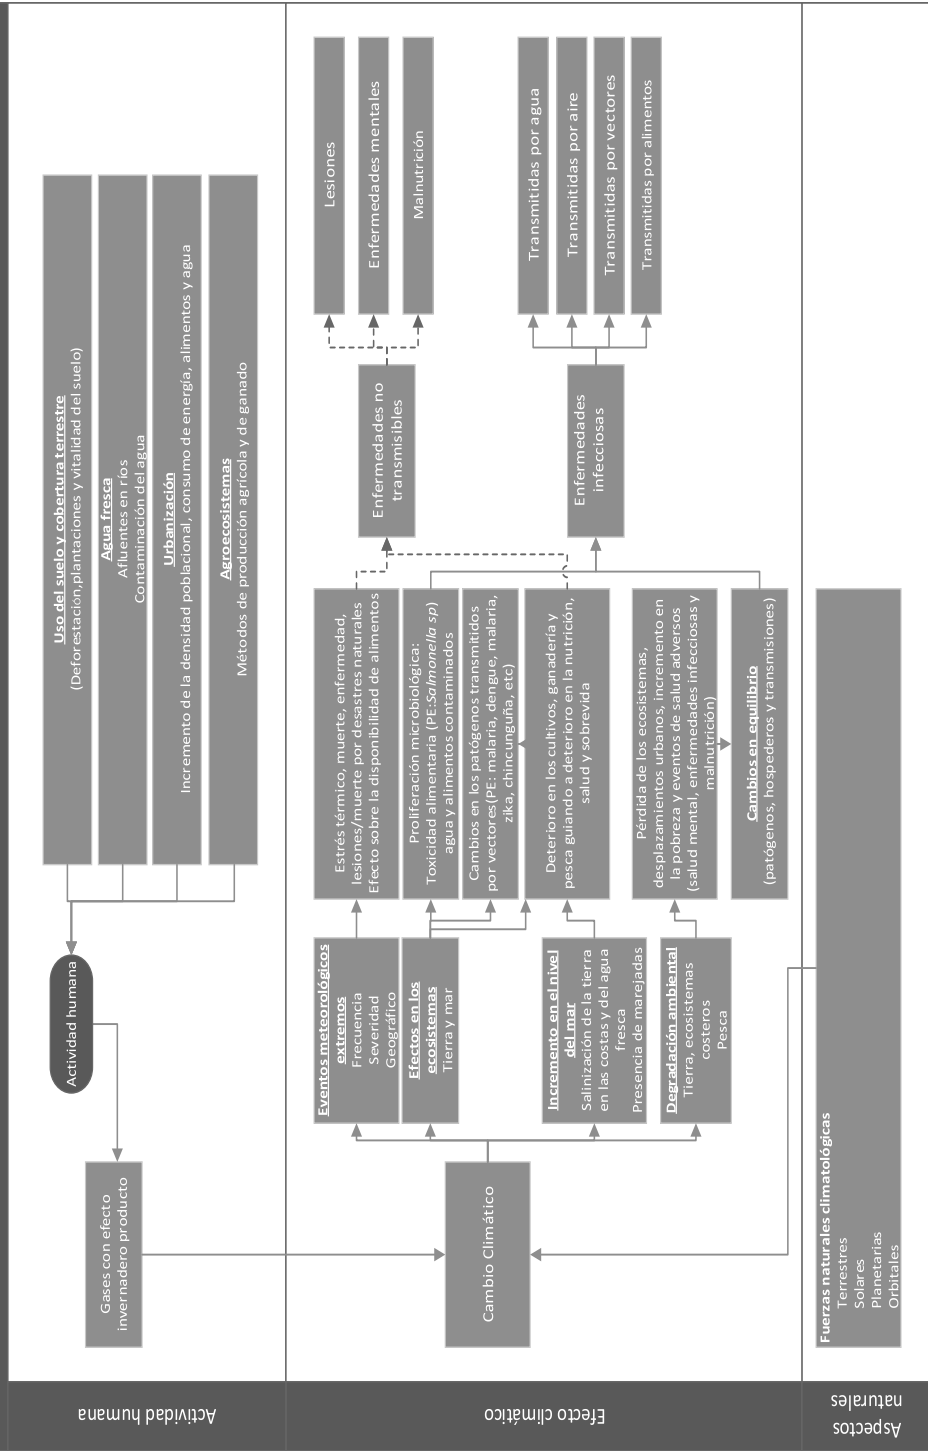 Actividad humana
Uso del suelo y cobertura terrestre
(Deforestación,plantaciones y vitalidad del suelo)
Agua fresca
Afluentes en ríos
Contaminación del agua
Urbanización
Incremento de la densidad poblacional, consumo de energía, alimentos y agua
Agroecosistemas
Métodos de producción agrícola y de ganado
Actividad humana
Gases con efecto
invernadero producto
Efecto climático
Cambio Climático
Eventos meteorológicos
extremos
Frecuencia
Severidad
Geográfico
Efectos en los
ecosistemas
Tierra y mar
Incremento en el nivel
del mar
Salinización de la tierra
en las costas y del agua
fresca
Presencia de marejadas
Degradación ambiental
Tierra, ecosistemas
costeros
Pesca
Estrés térmico, muerte, enfermedad,
lesiones/muerte por desastres naturales
Efecto sobre la disponibilidad de alimentos
Proliferación microbiológica:
Toxicidad alimentaria (PE:Salmonella sp)
agua y alimentos contaminados
Cambios en los patógenos transmitidos
por vectores(PE: malaria, dengue, malaria,
zika, chincunguña, etc)
Deterioro en los cultivos, ganadería y
pesca guiando a deterioro en la nutrición,
salud y sobrevida
Pérdida de los ecosistemas,
desplazamientos urbanos, incremento en
la pobreza y eventos de salud adversos
(salud mental, enfermedades infecciosas y
malnutrición)
Cambios en equilibrio
(patógenos, hospederos y transmisiones)
Enfermedades no
transmisibles
Enfermedades
infecciosas
Lesiones
Enfermedades mentales
Malnutrición
Transmitidas por agua
Transmitidas por aire
Transmitidas por vectores
Transmitidas por alimentos
Aspectos
naturales
Fuerzas naturales climatológicas
Terrestres
Solares
Planetarias
Orbitales